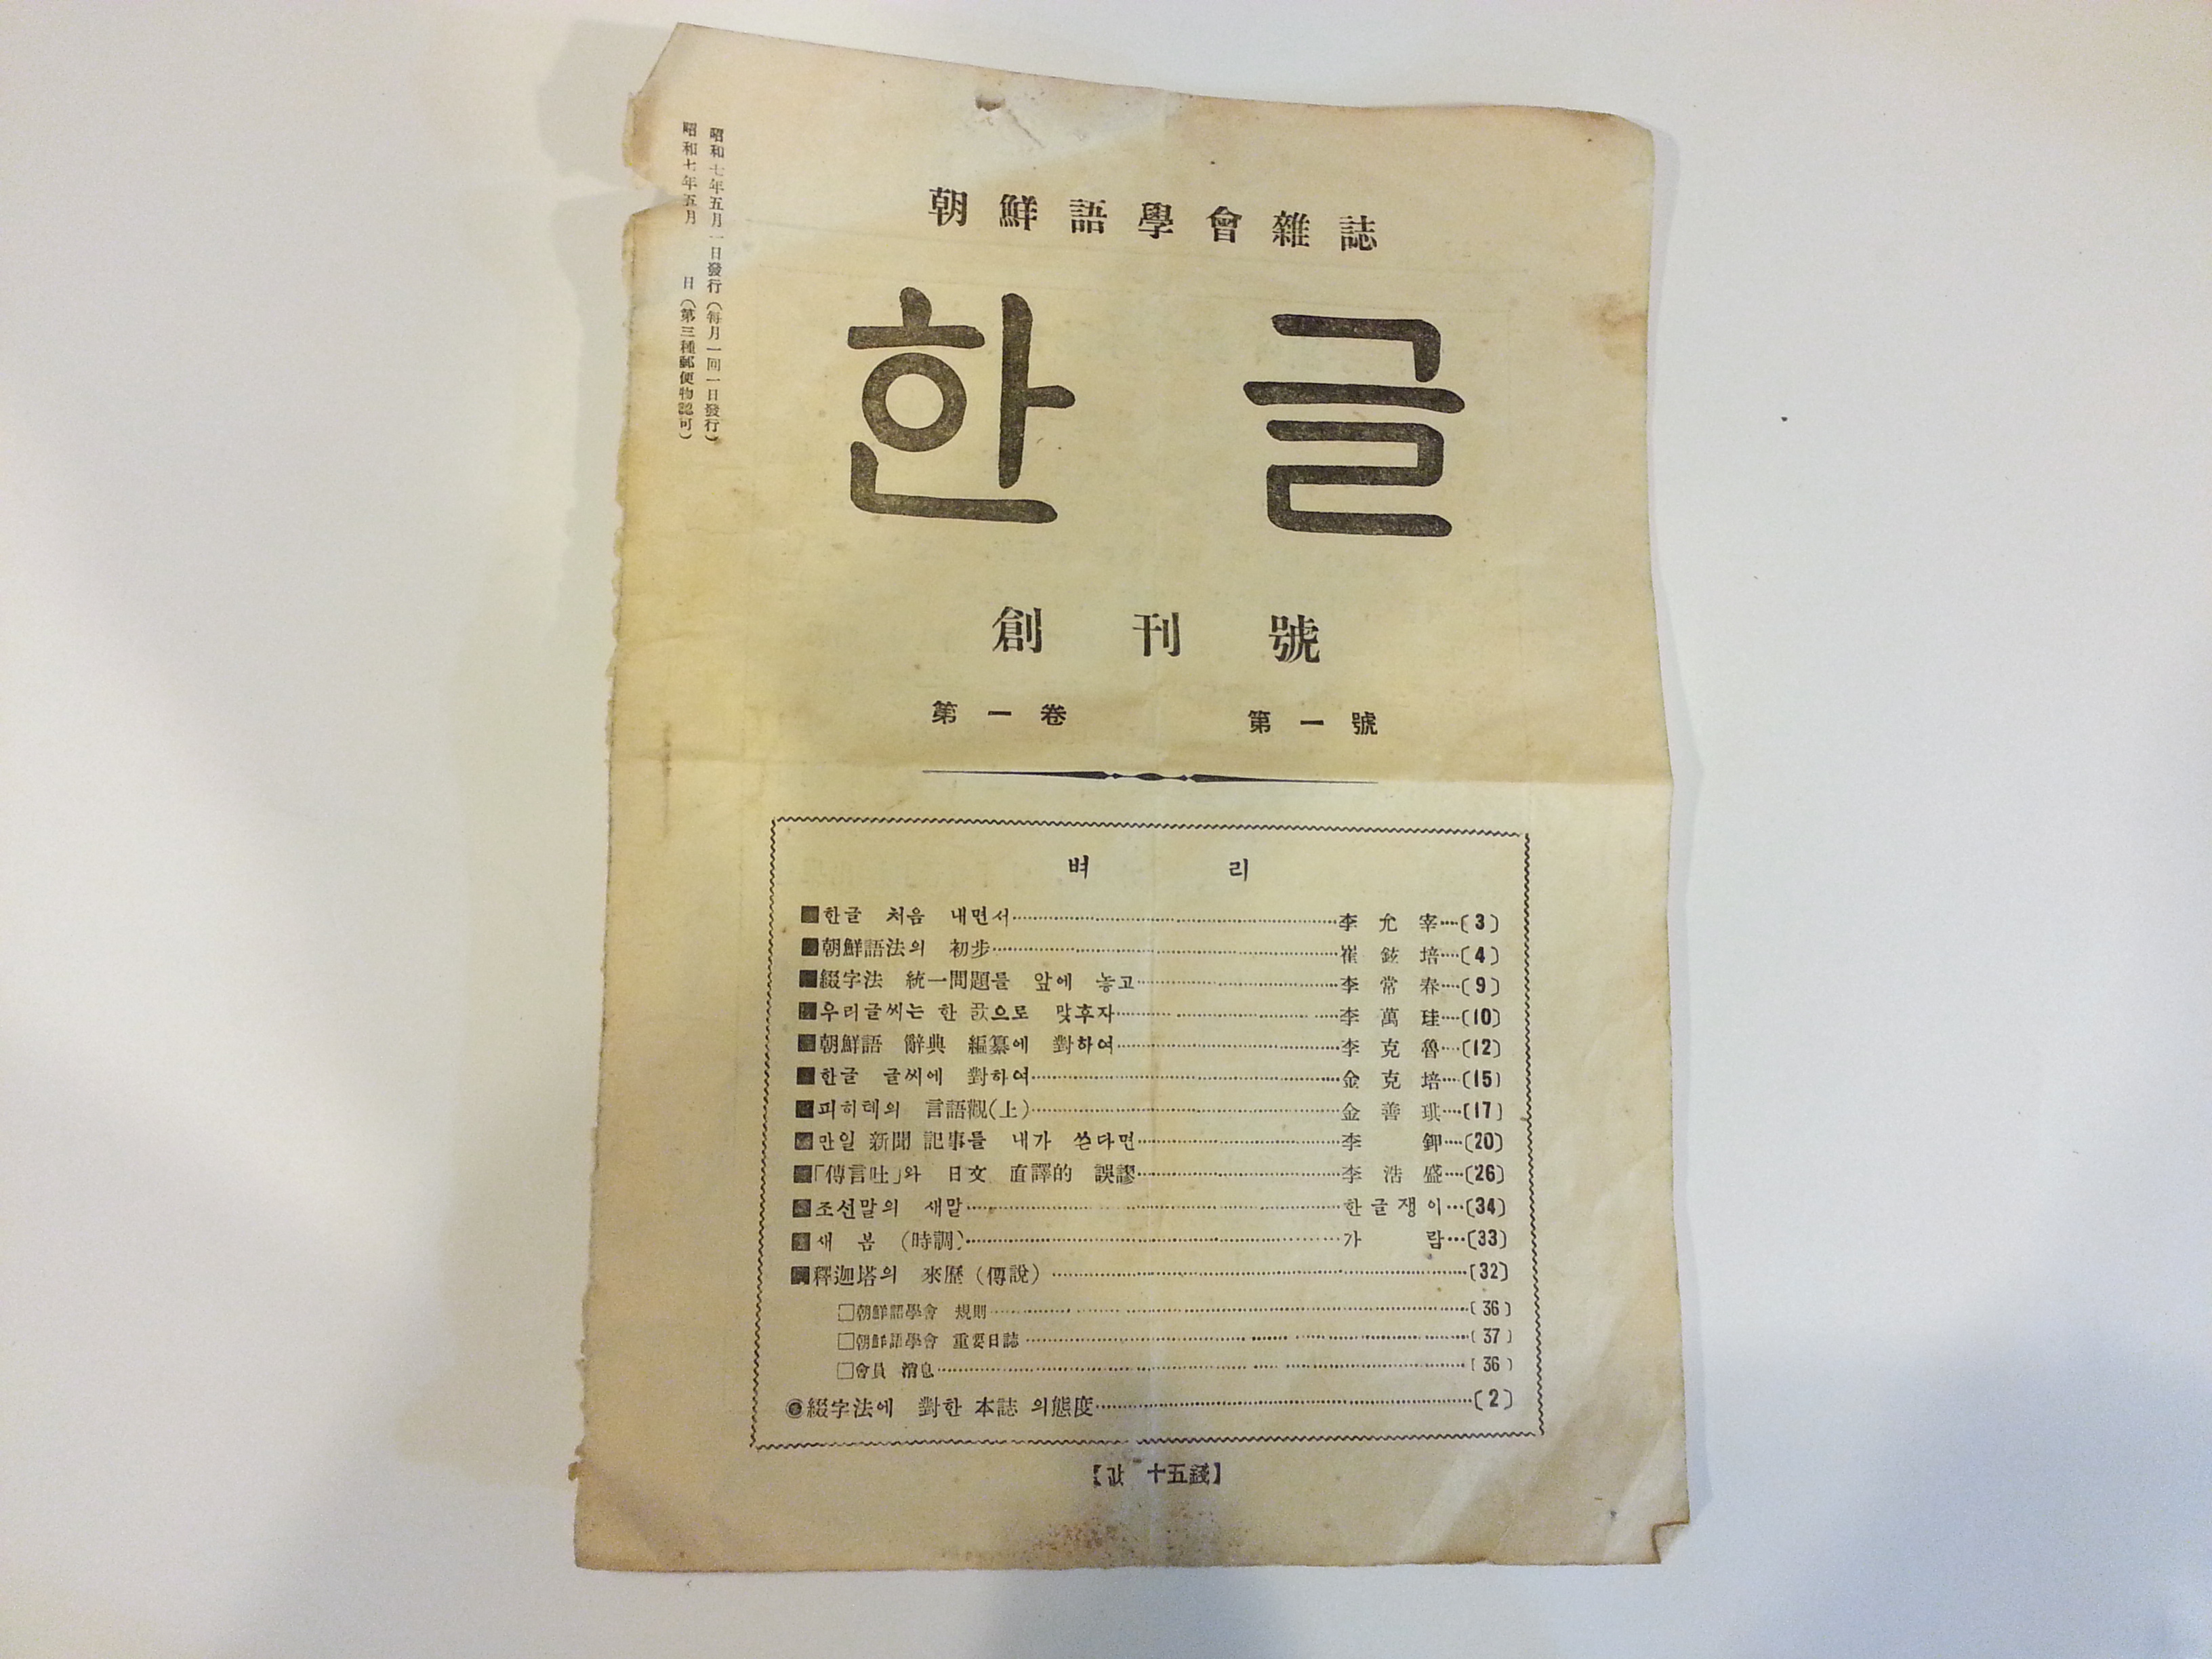 昭和七年五月一日發行(每月一回一日發行)
昭和七年五月 日(第三種郵便物認可)
朝鮮語學會雜誌
한글
創刊號
第一卷 第一號
벼리
■한글 처음 내면서……李允宰…(3)
■朝鮮語法의 初步……崔鉉培…(4)
■綴字法 統一問題를 앞에 놓고……李常春…(9)
■우리글씨는 한 긼으로 맞후자……李萬珪…(10)
■朝鮮語 辭典 編纂에 對하여……李克魯…(12)
■한글 글씨에 對하여……金克培…(15)
■피히테의 言語觀(上)……金善琪…(17)
■만일 新聞 記事를 내가 쓴다면……李鉀…(20)
■「傳言吐」와 日文 直譯的 誤謬……李浩盛…(26)
■조선말의 새말……한글쟁이…(34)
■새 봄 (時調)……가람…(33)
■釋迦塔의 來歷 (傳說)……(32)
□朝鮮語學會 規則……(36)
□朝鮮語學會 重要日誌……(37)
□會員 消息……(36)
◉綴字法에 對한 本誌의 態度……(2)
【값 十五錢】